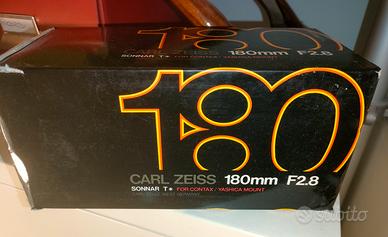 180
CARL ZEISS 180mm F2.8
180
CARL ZEISS 180mm F2.8
SONNAR T* FOR CONTAX/YASHICA MOUNT
subito